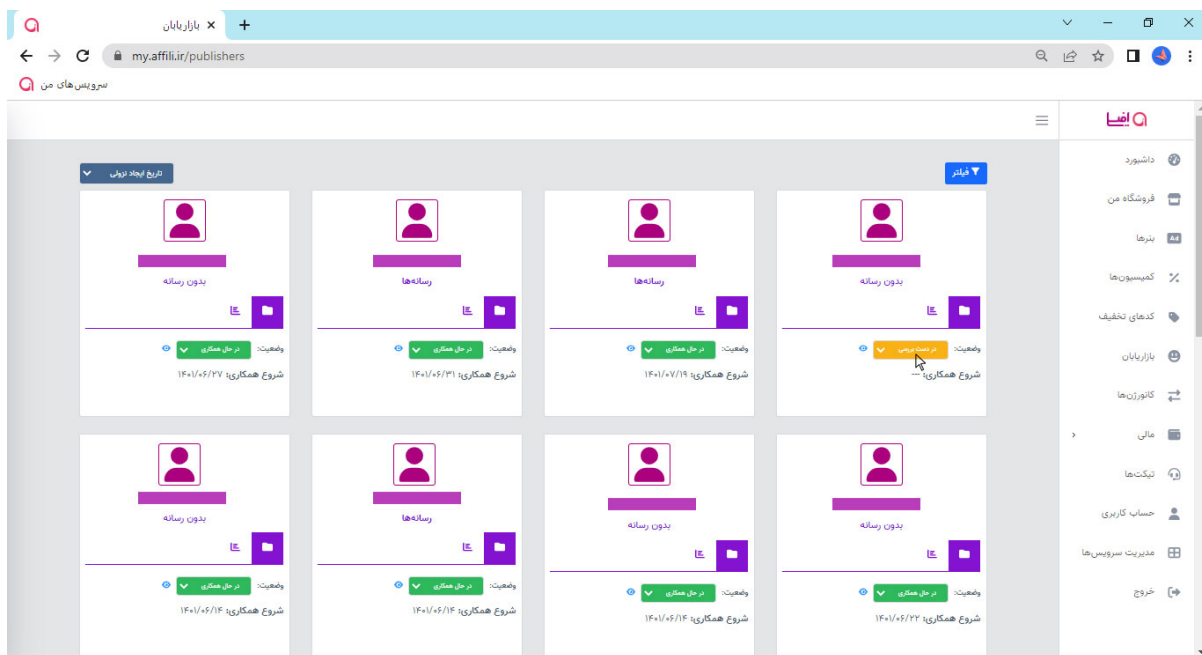 بازاریابان
my.affili.ir/publishers
سرویس‌های من
افیلی
داشبورد
فروشگاه من
بنرها
Ad
کمیسیون‌ها
کدهای تخفیف
بازاریابان
کانورژن‌ها
مالی
تیکت‌ها
حساب کاربری
مدیریت سرویس‌ها
خروج
فیلتر
تاریخ ایجاد نزولی
بدون رسانه
وضعیت: در دست بررسی
شروع همکاری: ---
رسانه‌ها
وضعیت: در حال همکاری
شروع همکاری: ۱۴۰۱/۰۷/۱۹
رسانه‌ها
وضعیت: در حال همکاری
شروع همکاری: ۱۴۰۱/۰۶/۳۱
بدون رسانه
وضعیت: در حال همکاری
شروع همکاری: ۱۴۰۱/۰۶/۲۷
بدون رسانه
وضعیت: در حال همکاری
شروع همکاری: ۱۴۰۱/۰۶/۲۲
بدون رسانه
وضعیت: در حال همکاری
شروع همکاری: ۱۴۰۱/۰۶/۱۴
رسانه‌ها
وضعیت: در حال همکاری
شروع همکاری: ۱۴۰۱/۰۶/۱۴
بدون رسانه
وضعیت: در حال همکاری
شروع همکاری: ۱۴۰۱/۰۶/۱۴